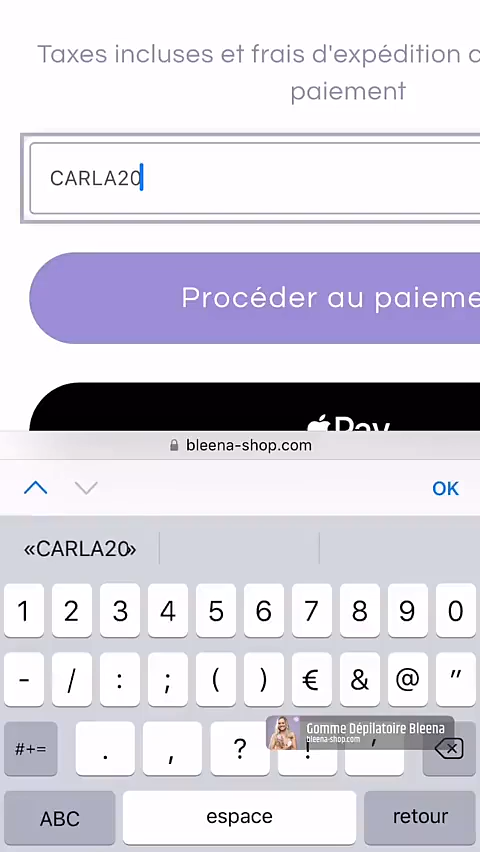 Taxes incluses et frais d'expédition
paiement
CARLA20
Procéder au paieme
Pay
bleena-shop.com
OK
«CARLA20»
1 2 3 4 5 6 7 8 9 0
- / : ; ( ) € & @ "
#+= . , ? ! '
Gomme Dépilatoire Bleena
bleena-shop.com
ABC espace retour